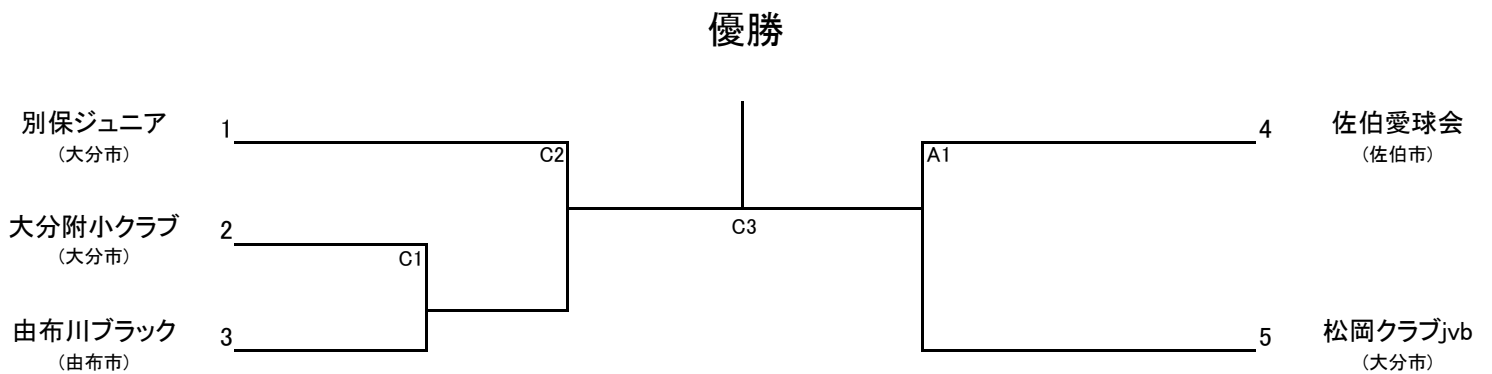 優勝
別保ジュニア 1
(大分市)
C2
大分附小クラブ 2
(大分市)
C1
由布川ブラック 3
(由布市)
C3
4 佐伯愛球会
(佐伯市)
A1
5 松岡クラブjvb
(大分市)